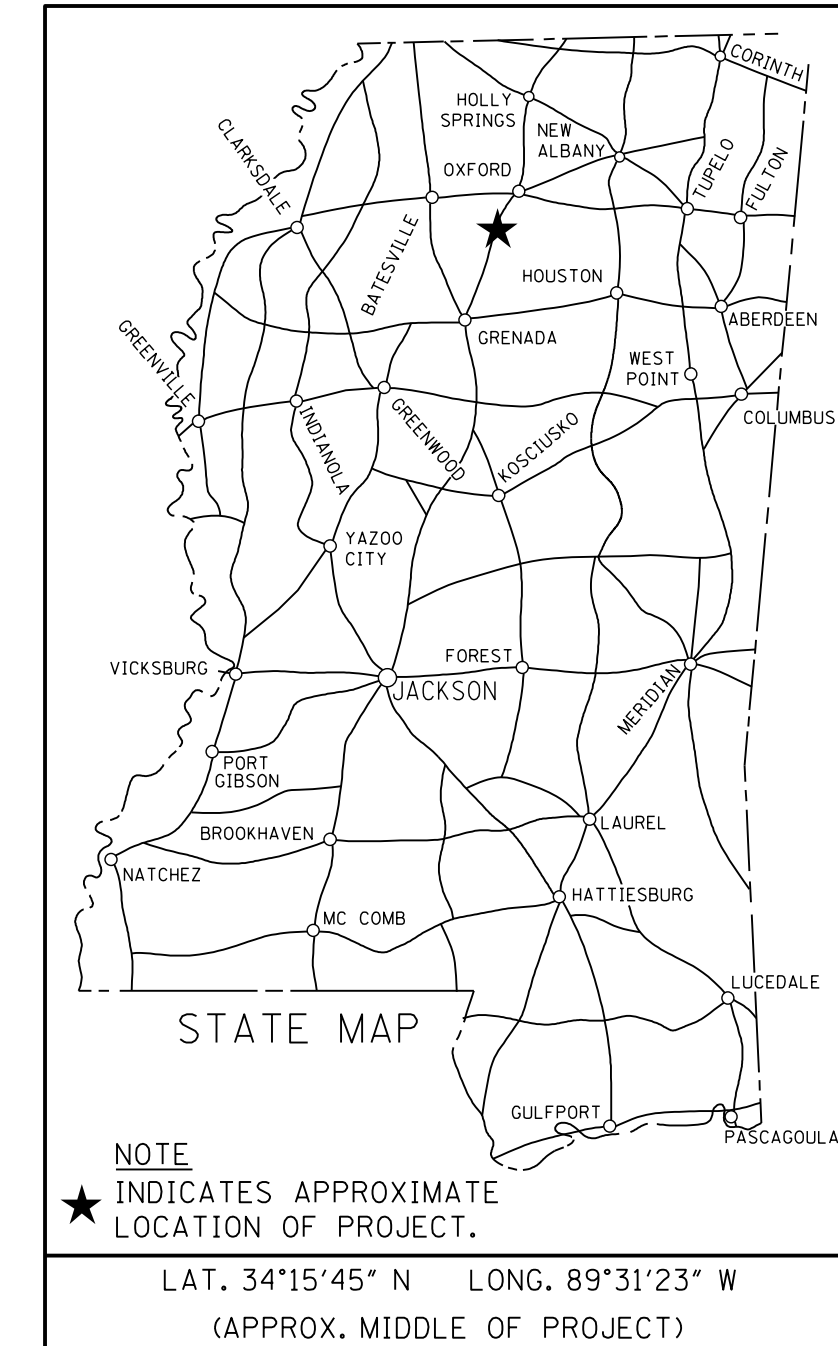 CORINTH
HOLLY
SPRINGS
NEW
ALBANY
CLARKSDALE
OXFORD
TUPELO
FULTON
BATESVILLE
HOUSTON
ABERDEEN
GRENADA
GREENVILLE
WEST
POINT
COLUMBUS
INDIANOLA
GREENWOOD
KOSCIUSKO
YAZOO
CITY
VICKSBURG
FOREST
JACKSON
MERIDIAN
PORT
GIBSON
BROOKHAVEN
LAUREL
NATCHEZ
HATTIESBURG
MC COMB
LUCEDALE
STATE MAP
GULFPORT
PASCAGOULA
NOTE
INDICATES APPROXIMATE
LOCATION OF PROJECT.
LAT. 34°15'45" N LONG. 89°31'23" W
(APPROX. MIDDLE OF PROJECT)